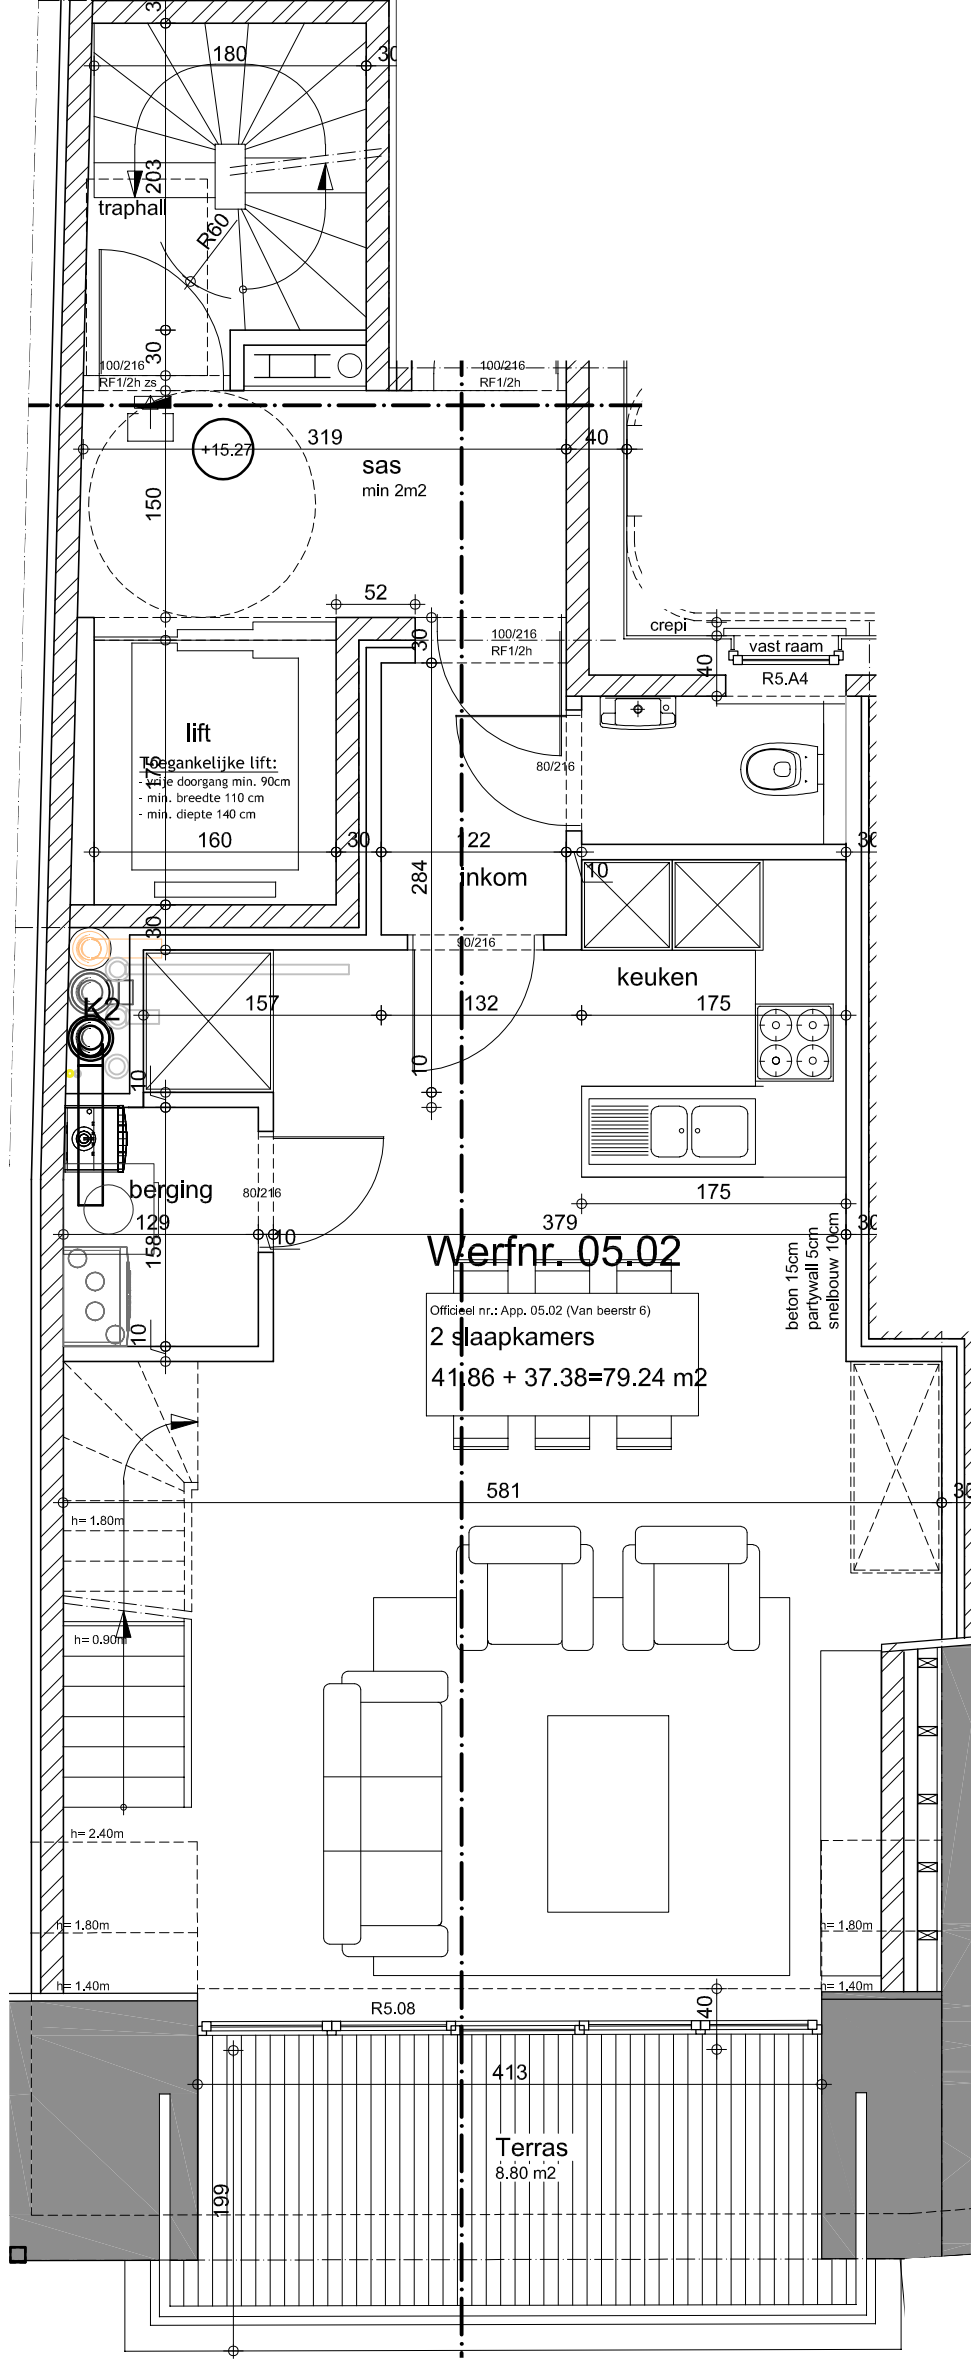 3
180
30
203
traphall
R60
30
100/216
RF1/2h zs
100/216
RF1/2h
+15.27
319
40
sas
min 2m2
150
52
30
100/216
RF1/2h
crepi
vast raam
40
R5.A4
lift
Toegankelijke lift:
- vrije doorgang min. 90cm
- min. breedte 110 cm
- min. diepte 140 cm
175
80/216
160
30
122
30
284
inkom
10
30
90/216
keuken
K2
157
132
175
10
10
berging
80/216
175
129
158
10
379
30
Werfnr. 05.02
beton 15cm
partywall 5cm
snelbouw 10cm
Officieel nr.: App. 05.02 (Van beerstr 6)
2 slaapkamers
10
41.86 + 37.38=79.24 m2
581
30
h= 1.80m
h= 0.90m
h= 2.40m
h= 1.80m
h= 1.80m
h= 1.40m
h= 1.40m
R5.08
40
413
Terras
8.80 m2
199